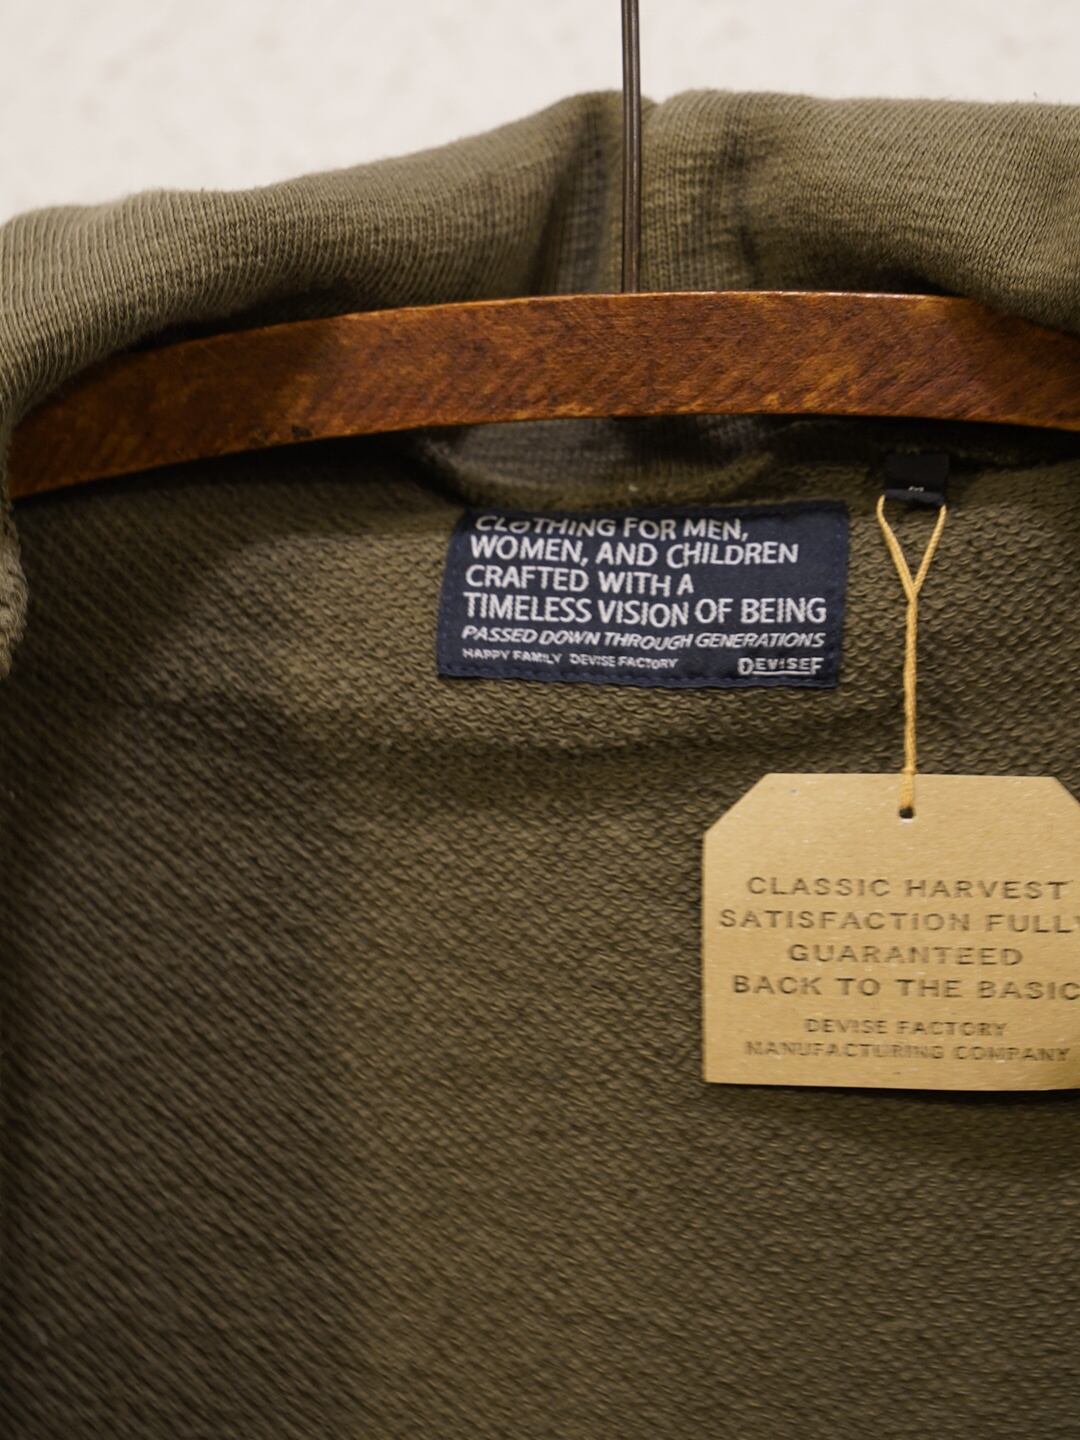 CLOTHING FOR MEN,
WOMEN, AND CHILDREN
CRAFTED WITH A
TIMELESS VISION OF BEING
PASSED DOWN THROUGH GENERATIONS
HAPPY FAMILY DEVISE FACTORY DEVISEF
CLASSIC HARVEST
SATISFACTION FULLY
GUARANTEED
BACK TO THE BASIC
DEVISE FACTORY
MANUFACTURING COMPANY